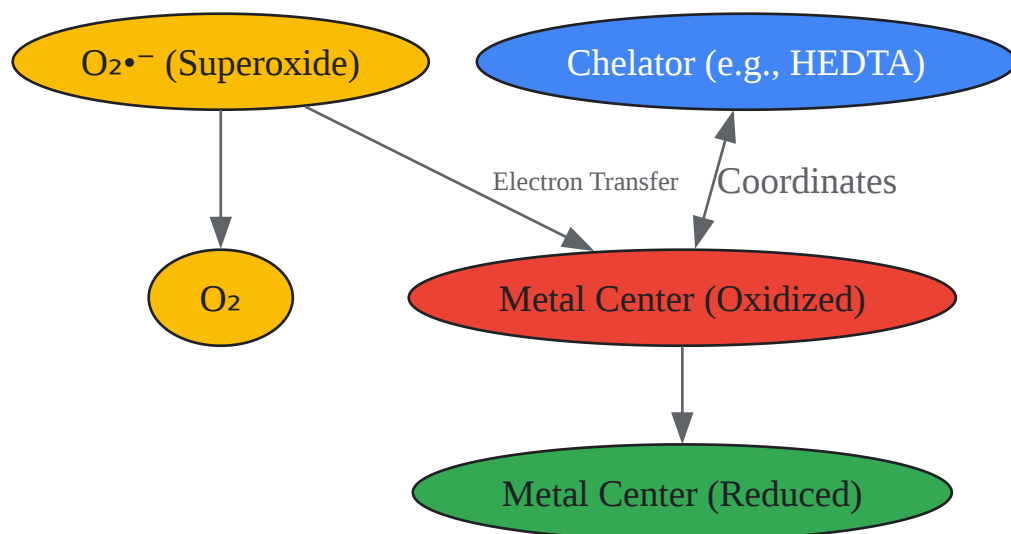 O₂•⁻ (Superoxide)
Chelator (e.g., HEDTA)
Electron Transfer
Coordinates
O₂
Metal Center (Oxidized)
Metal Center (Reduced)